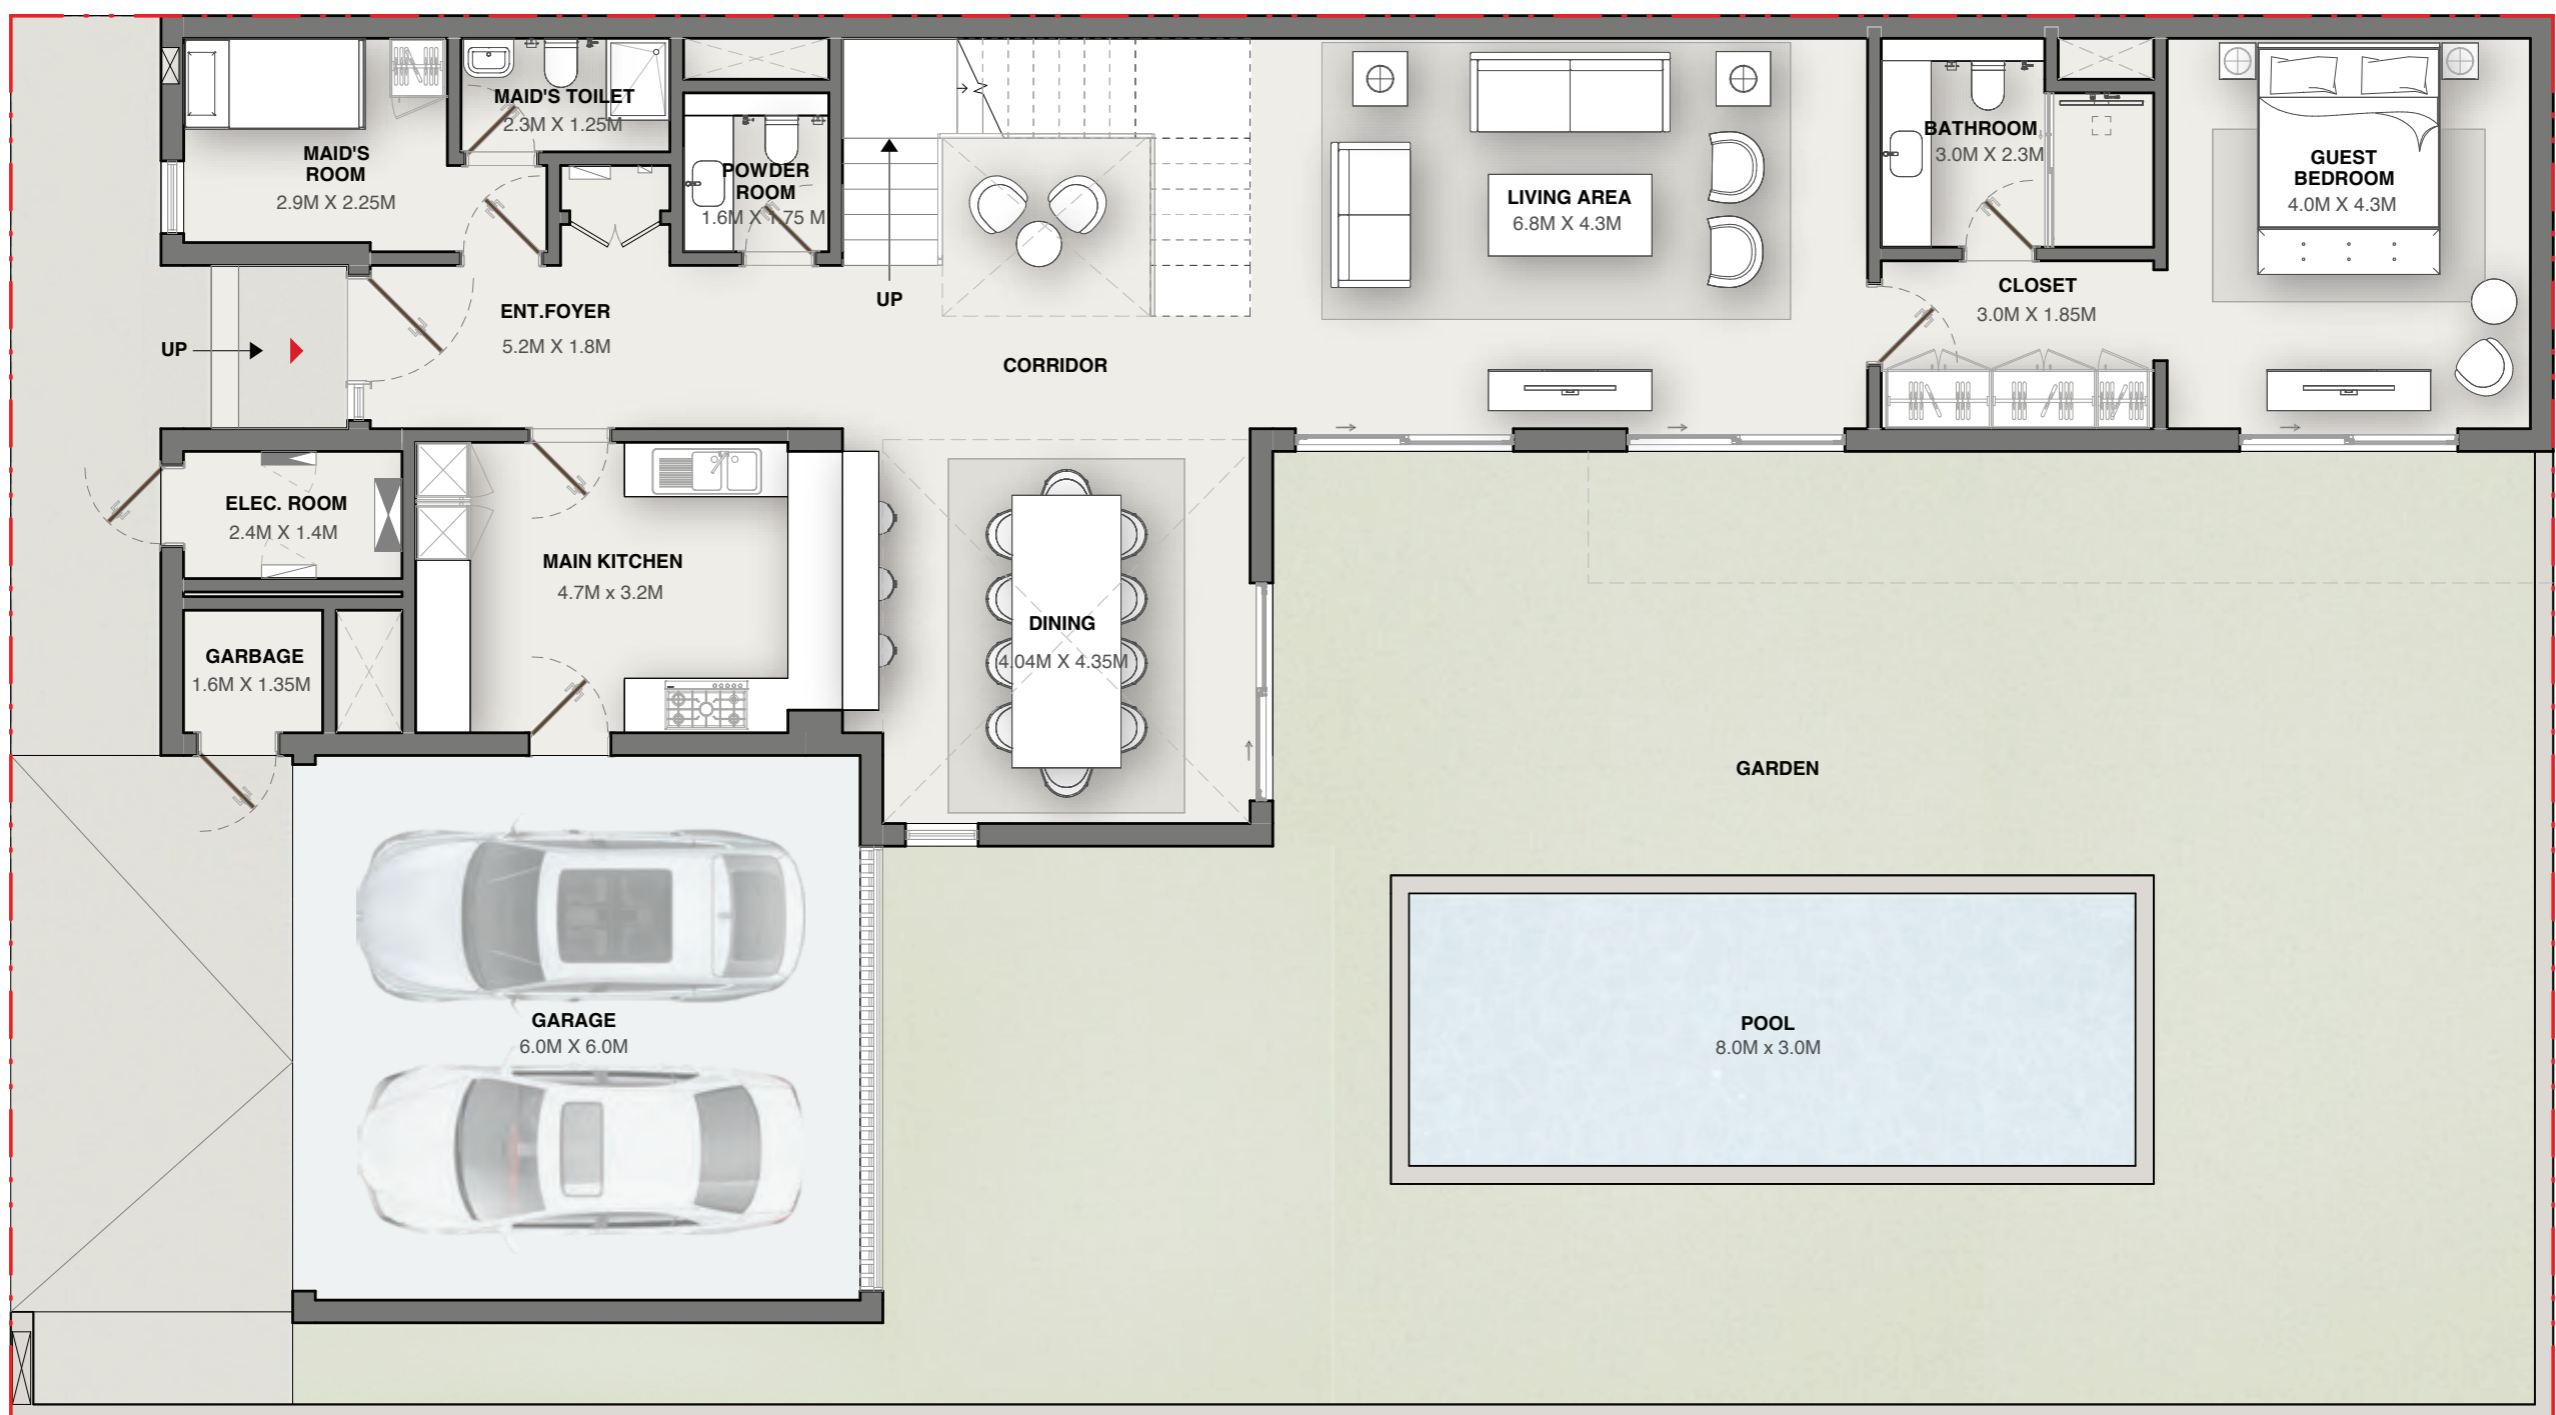 MAID'S
ROOM
2.9M X 2.25M
MAID'S TOILET
2.3M X 1.25M
POWDER
ROOM
1.6M X 1.75 M
UP
UP
ENT.FOYER
5.2M X 1.8M
CORRIDOR
LIVING AREA
6.8M X 4.3M
BATHROOM
3.0M X 2.3M
CLOSET
3.0M X 1.85M
GUEST
BEDROOM
4.0M X 4.3M
ELEC. ROOM
2.4M X 1.4M
MAIN KITCHEN
4.7M x 3.2M
GARBAGE
1.6M X 1.35M
DINING
4.04M X 4.35M
GARDEN
GARAGE
6.0M X 6.0M
POOL
8.0M x 3.0M